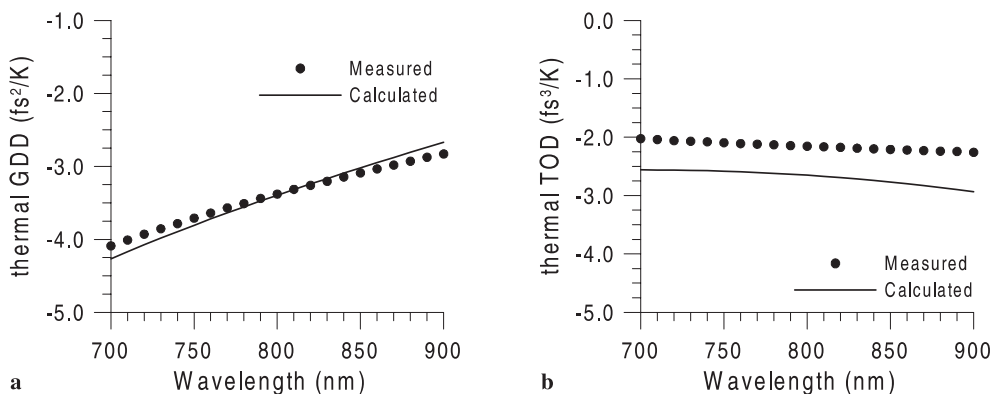 thermal GDD (fs²/K)
-1.0
-2.0
-3.0
-4.0
-5.0
Measured
Calculated
700 750 800 850 900
Wavelength (nm)
a
thermal TOD (fs³/K)
0.0
-1.0
-2.0
-3.0
-4.0
-5.0
Measured
Calculated
700 750 800 850 900
Wavelength (nm)
b